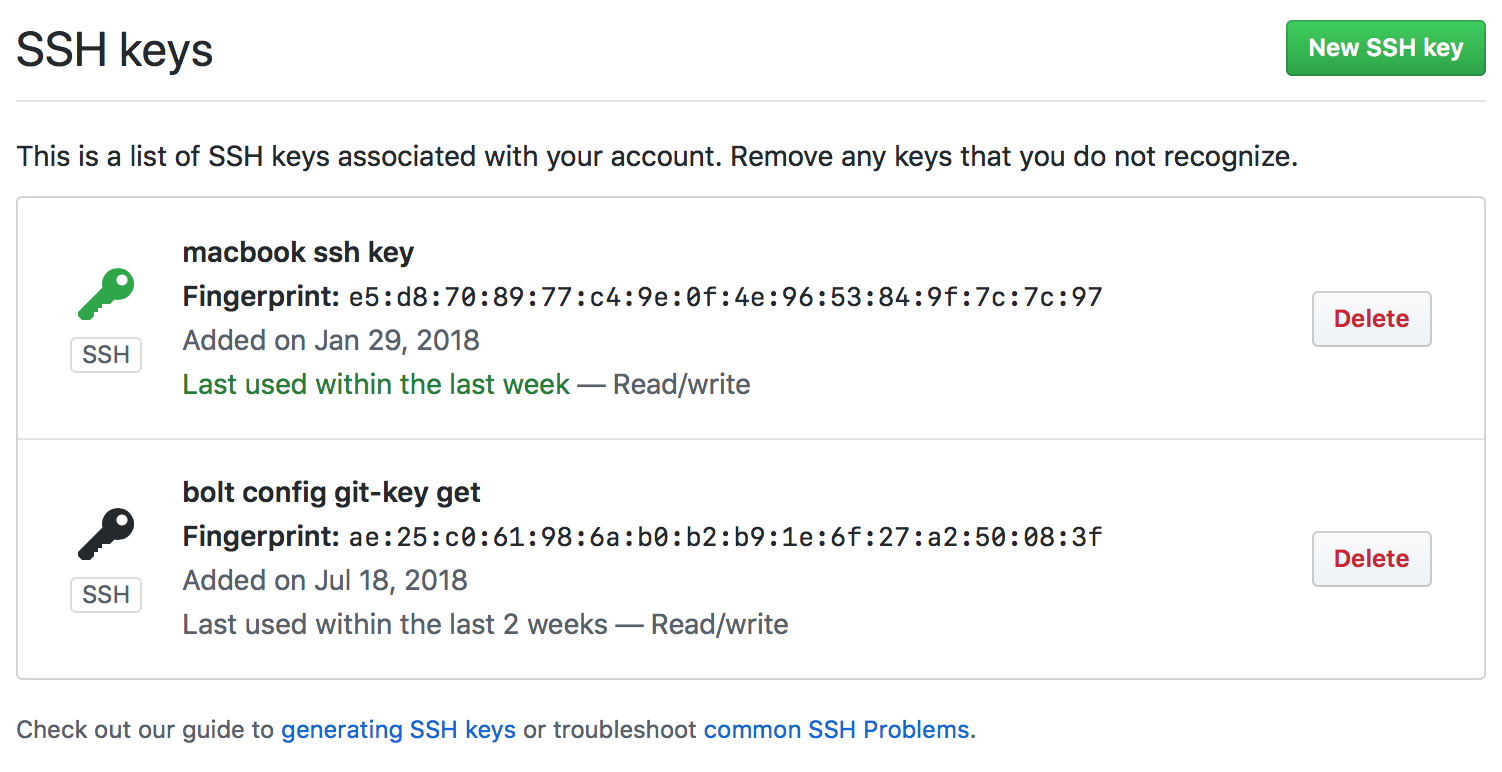 SSH keys
New SSH key
This is a list of SSH keys associated with your account. Remove any keys that you do not recognize.
macbook ssh key
Fingerprint: e5:d8:70:89:77:c4:9e:0f:4e:96:53:84:9f:7c:7c:97
Added on Jan 29, 2018
Last used within the last week — Read/write
SSH
Delete
bolt config git-key get
Fingerprint: ae:25:c0:61:98:6a:b0:b2:b9:1e:6f:27:a2:50:08:3f
Added on Jul 18, 2018
Last used within the last 2 weeks — Read/write
SSH
Delete
Check out our guide to generating SSH keys or troubleshoot common SSH Problems.